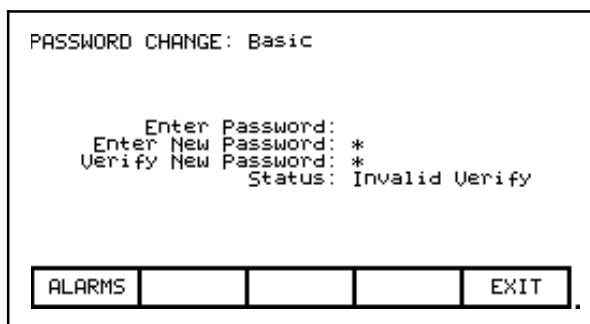 PASSWORD CHANGE: Basic
Enter Password:
Enter New Password: *
Verify New Password: *
Status: Invalid Verify
ALARMS EXIT